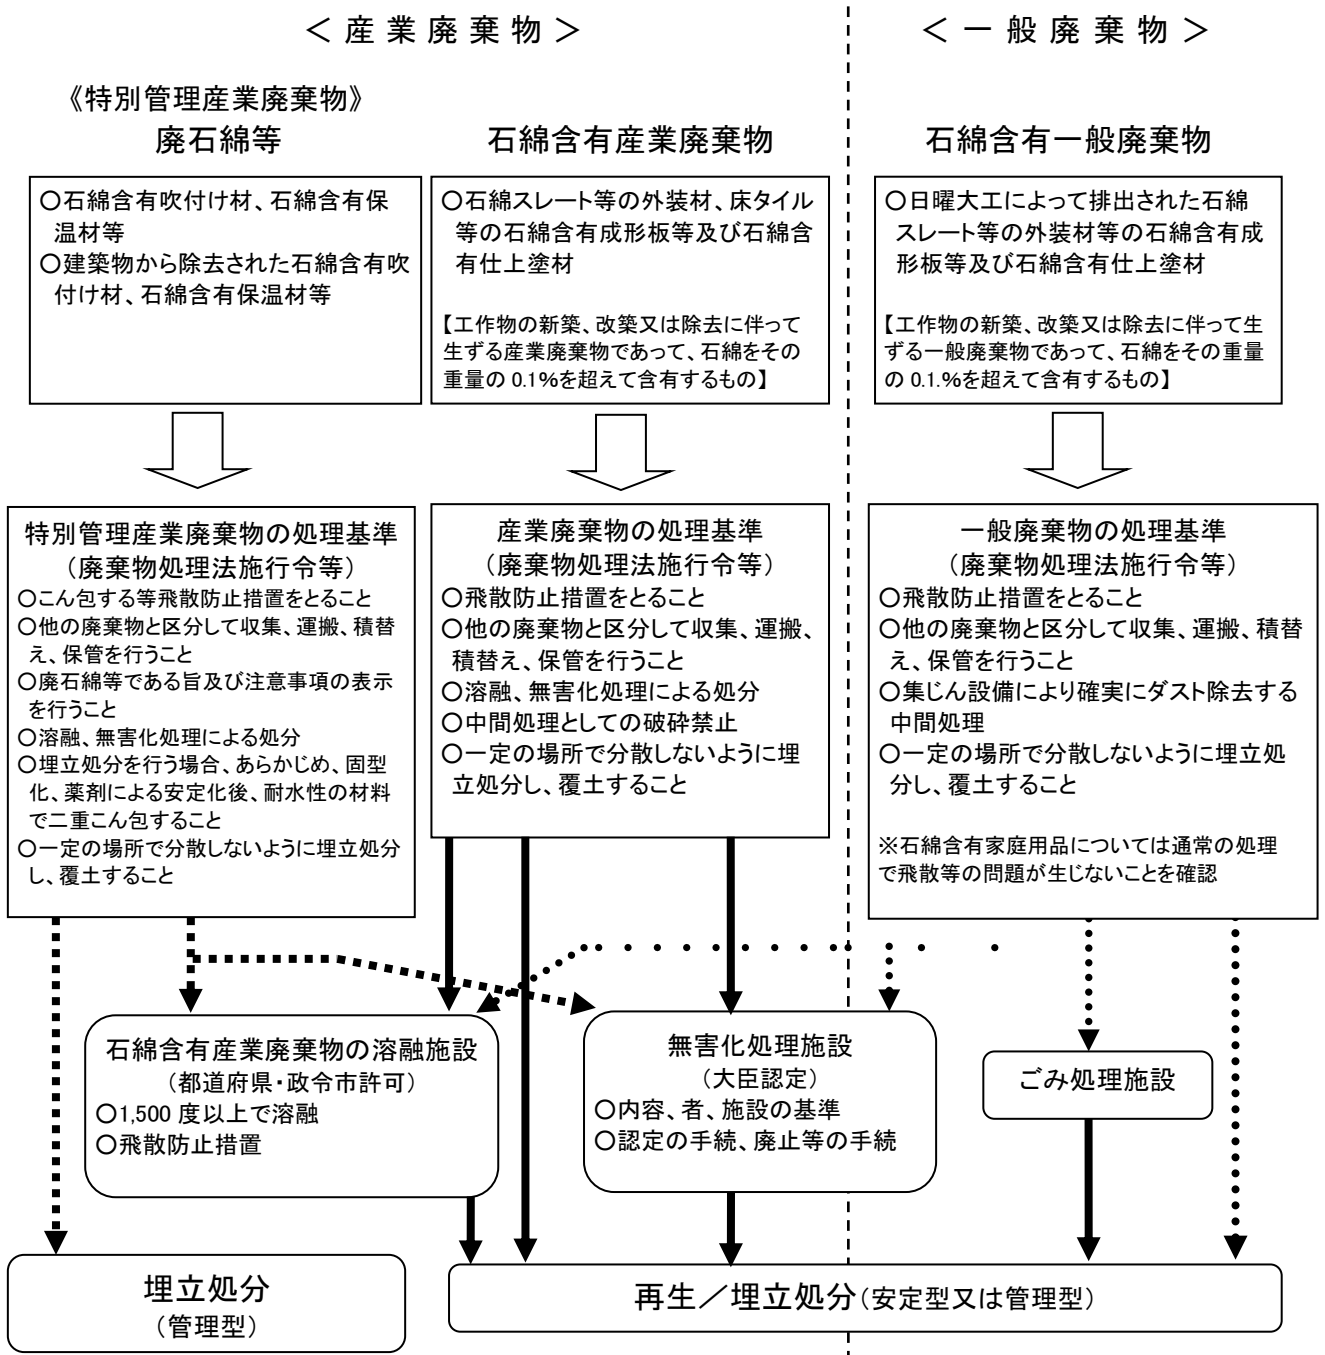 ＜産業廃棄物＞
＜一般廃棄物＞
《特別管理産業廃棄物》
廃石綿等
石綿含有産業廃棄物
石綿含有一般廃棄物
○石綿含有吹付け材、石綿含有保
温材等
○建築物から除去された石綿含有吹
付け材、石綿含有保温材等
○石綿スレート等の外装材、床タイル
等の石綿含有成形板等及び石綿含
有仕上塗材
【工作物の新築、改築又は除去に伴って
生ずる産業廃棄物であって、石綿をその
重量の 0.1%を超えて含有するもの】
○日曜大工によって排出された石綿
スレート等の外装材等の石綿含有成
形板等及び石綿含有仕上塗材
【工作物の新築、改築又は除去に伴って生
ずる一般廃棄物であって、石綿をその重量
の 0.1.%を超えて含有するもの】
特別管理産業廃棄物の処理基準
（廃棄物処理法施行令等）
○こん包する等飛散防止措置をとること
○他の廃棄物と区分して収集、運搬、積替
え、保管を行うこと
○廃石綿等である旨及び注意事項の表示
を行うこと
○溶融、無害化処理による処分
○埋立処分を行う場合、あらかじめ、固型
化、薬剤による安定化後、耐水性の材料
で二重こん包すること
○一定の場所で分散しないように埋立処分
し、覆土すること
産業廃棄物の処理基準
（廃棄物処理法施行令等）
○飛散防止措置をとること
○他の廃棄物と区分して収集、運搬、
積替え、保管を行うこと
○溶融、無害化処理による処分
○中間処理としての破砕禁止
○一定の場所で分散しないように埋
立処分し、覆土すること
一般廃棄物の処理基準
（廃棄物処理法施行令等）
○飛散防止措置をとること
○他の廃棄物と区分して収集、運搬、積替
え、保管を行うこと
○集じん設備により確実にダスト除去する
中間処理
○一定の場所で分散しないように埋立処
分し、覆土すること
※石綿含有家庭用品については通常の処理
で飛散等の問題が生じないことを確認
石綿含有産業廃棄物の溶融施設
（都道府県・政令市許可）
○1,500 度以上で溶融
○飛散防止措置
無害化処理施設
（大臣認定）
○内容、者、施設の基準
○認定の手続、廃止等の手続
ごみ処理施設
埋立処分
（管理型）
再生／埋立処分（安定型又は管理型）